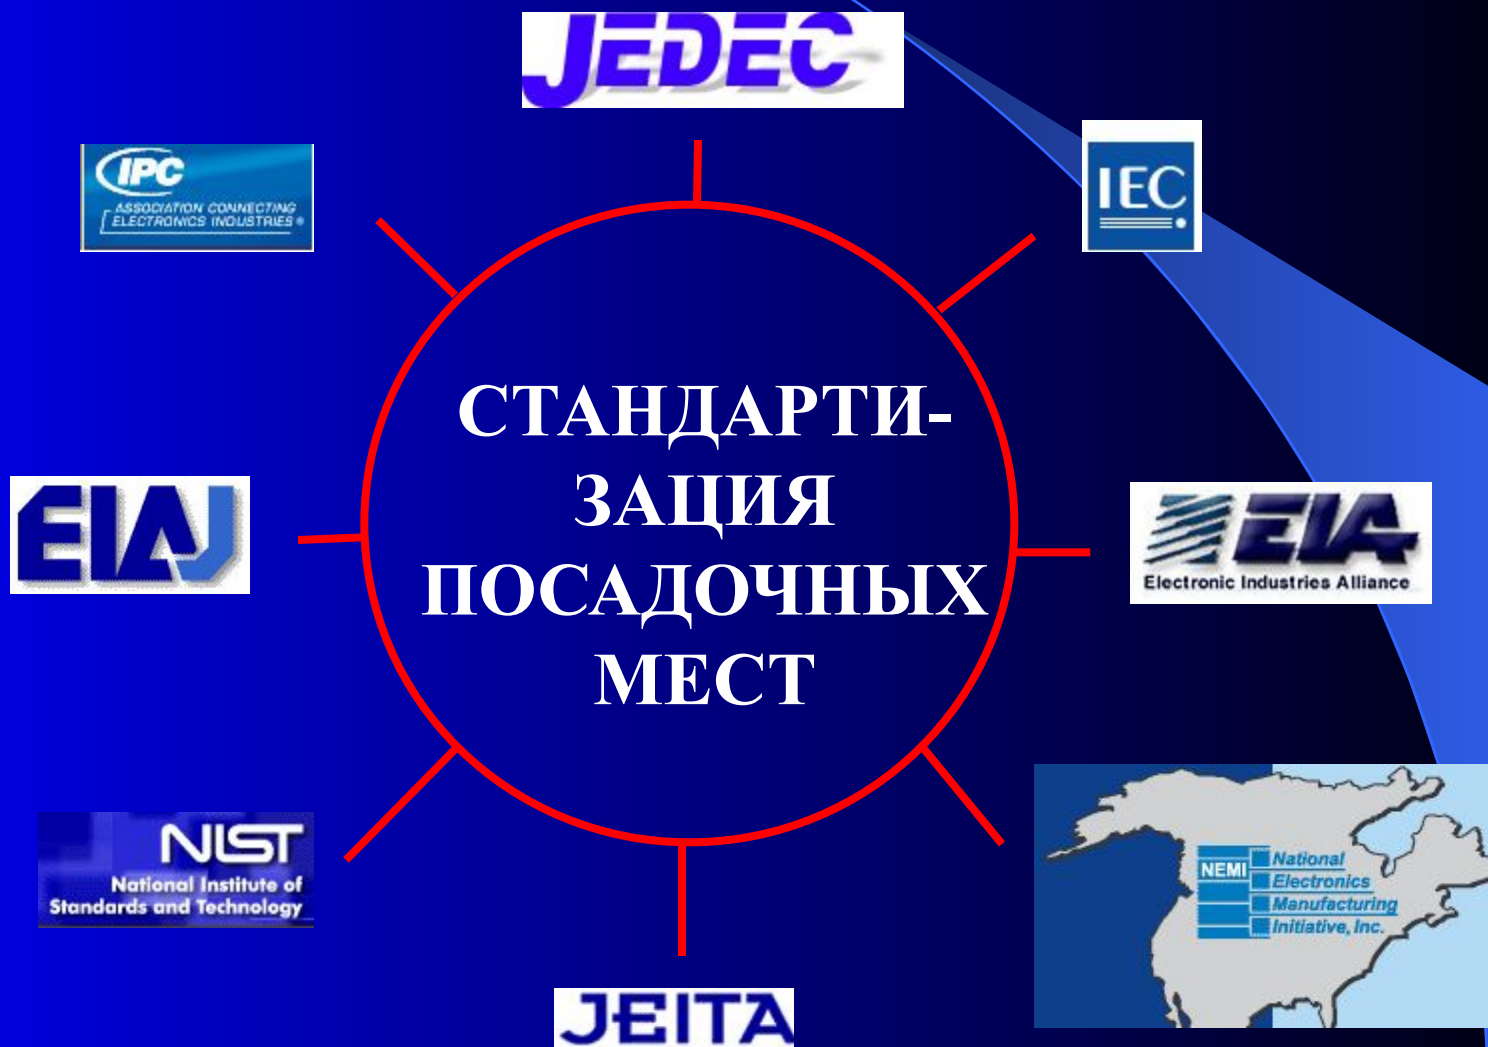 JEDEC
IPC
ASSOCIATION CONNECTING
ELECTRONICS INDUSTRIES ®
IEC
СТАНДАРТИ-
ЗАЦИЯ
ПОСАДОЧНЫХ
МЕСТ
EIAJ
EIA
Electronic Industries Alliance
NIST
National Institute of
Standards and Technology
NEMI
National
Electronics
Manufacturing
Initiative, Inc.
JEITA